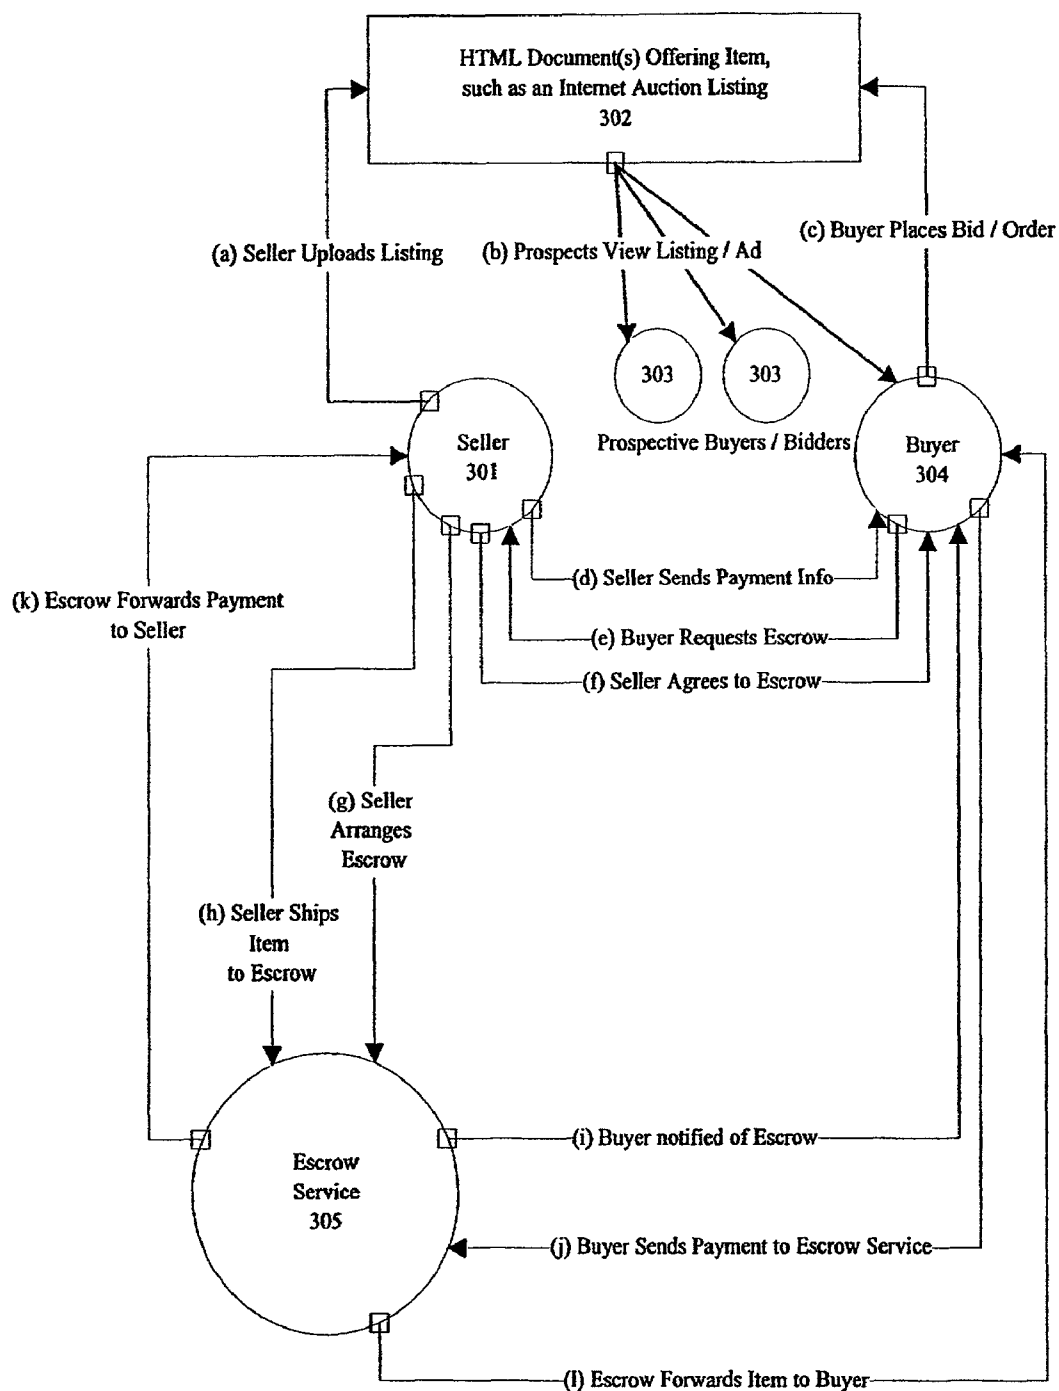 HTML Document(s) Offering Item,
such as an Internet Auction Listing
302
(a) Seller Uploads Listing
(b) Prospects View Listing / Ad
(c) Buyer Places Bid / Order
303
303
Prospective Buyers / Bidders
Seller
301
Buyer
304
(d) Seller Sends Payment Info
(k) Escrow Forwards Payment
to Seller
(e) Buyer Requests Escrow
(f) Seller Agrees to Escrow
(g) Seller
Arranges
Escrow
(h) Seller Ships
Item
to Escrow
(i) Buyer notified of Escrow
Escrow
Service
305
(j) Buyer Sends Payment to Escrow Service
(l) Escrow Forwards Item to Buyer